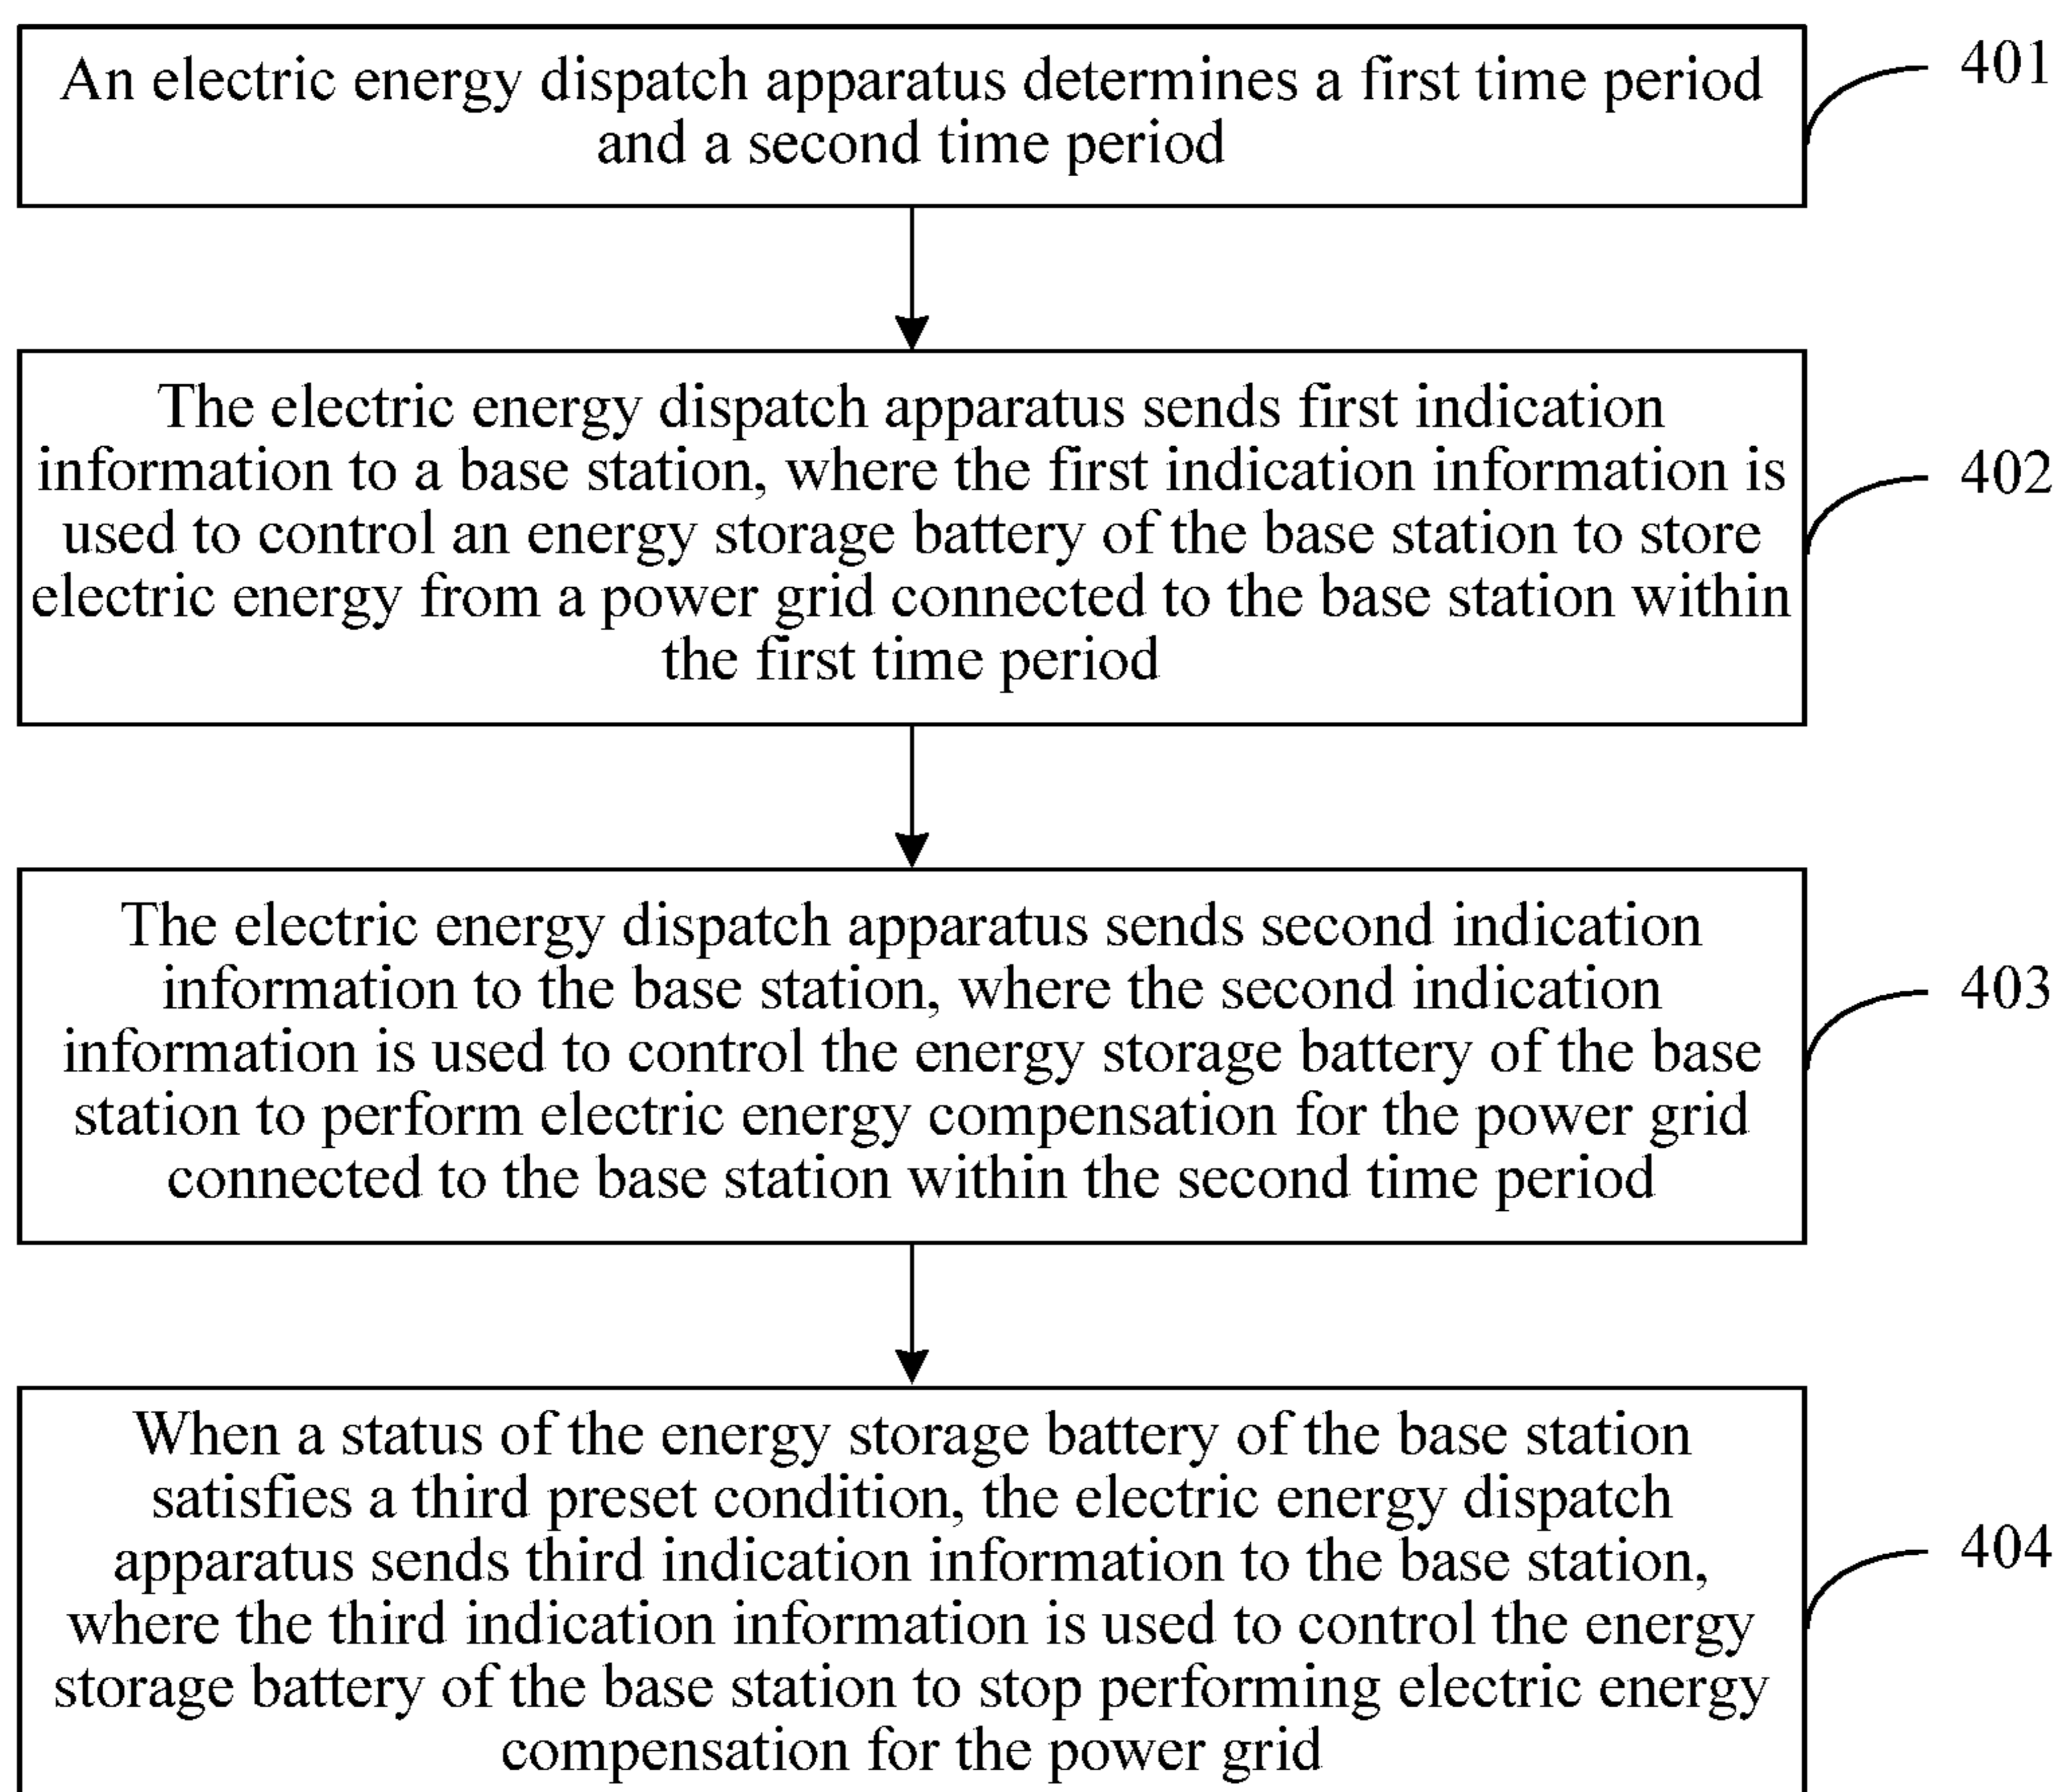 An electric energy dispatch apparatus determines a first time period
and a second time period
401
The electric energy dispatch apparatus sends first indication
information to a base station, where the first indication information is
used to control an energy storage battery of the base station to store
electric energy from a power grid connected to the base station within
the first time period
402
The electric energy dispatch apparatus sends second indication
information to the base station, where the second indication
information is used to control the energy storage battery of the base
station to perform electric energy compensation for the power grid
connected to the base station within the second time period
403
When a status of the energy storage battery of the base station
satisfies a third preset condition, the electric energy dispatch
apparatus sends third indication information to the base station,
where the third indication information is used to control the energy
storage battery of the base station to stop performing electric energy
compensation for the power grid
404